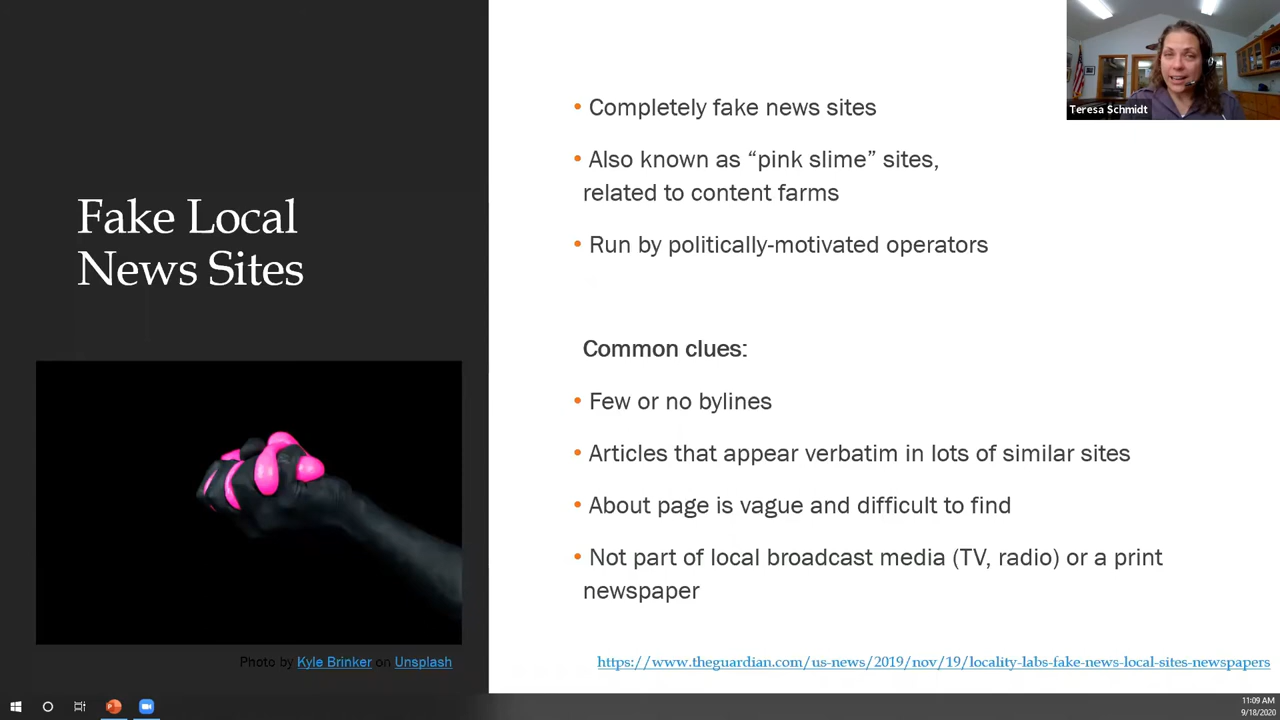 Fake Local
News Sites
Photo by Kyle Brinker on Unsplash
• Completely fake news sites
• Also known as “pink slime” sites,
related to content farms
• Run by politically-motivated operators
Common clues:
• Few or no bylines
• Articles that appear verbatim in lots of similar sites
• About page is vague and difficult to find
• Not part of local broadcast media (TV, radio) or a print
newspaper
https://www.theguardian.com/us-news/2019/nov/19/locality-labs-fake-news-local-sites-newspapers
Teresa Schmidt
11:09 AM
9/18/2020